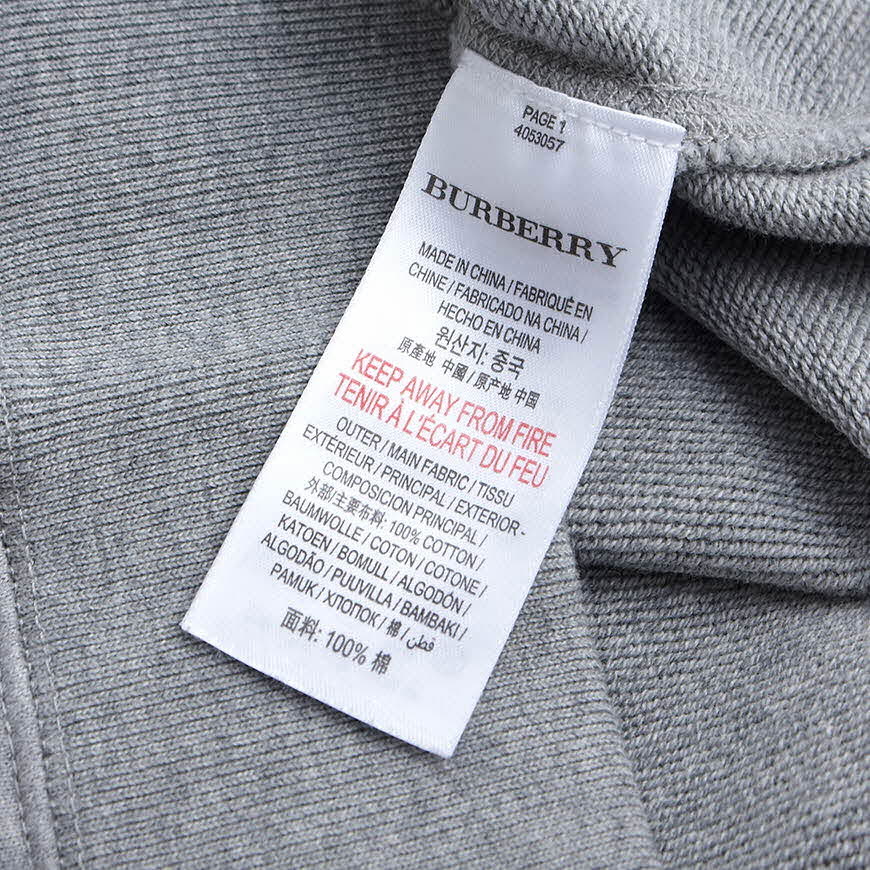 PAGE 1
4053057
BURBERRY
MADE IN CHINA / FABRIQUÉ EN
CHINE / FABRICADO NA CHINA /
HECHO EN CHINA
원산지: 중국
原產地 中國 / 原产地 中国
KEEP AWAY FROM FIRE
TENIR À L'ÉCART DU FEU
OUTER / MAIN FABRIC / TISSU
EXTÉRIEUR / PRINCIPAL / EXTERIOR-
COMPOSICION PRINCIPAL /
外部/主要布料: 100% COTTON /
BAUMWOLLE / COTON / COTONE /
KATOEN / BOMULL / ALGODÓN /
ALGODÃO / PUUVILLA / BAMBAKI /
PAMUK / ХΠΟΠΟΚ / 棉 / قطن
面料: 100% 棉